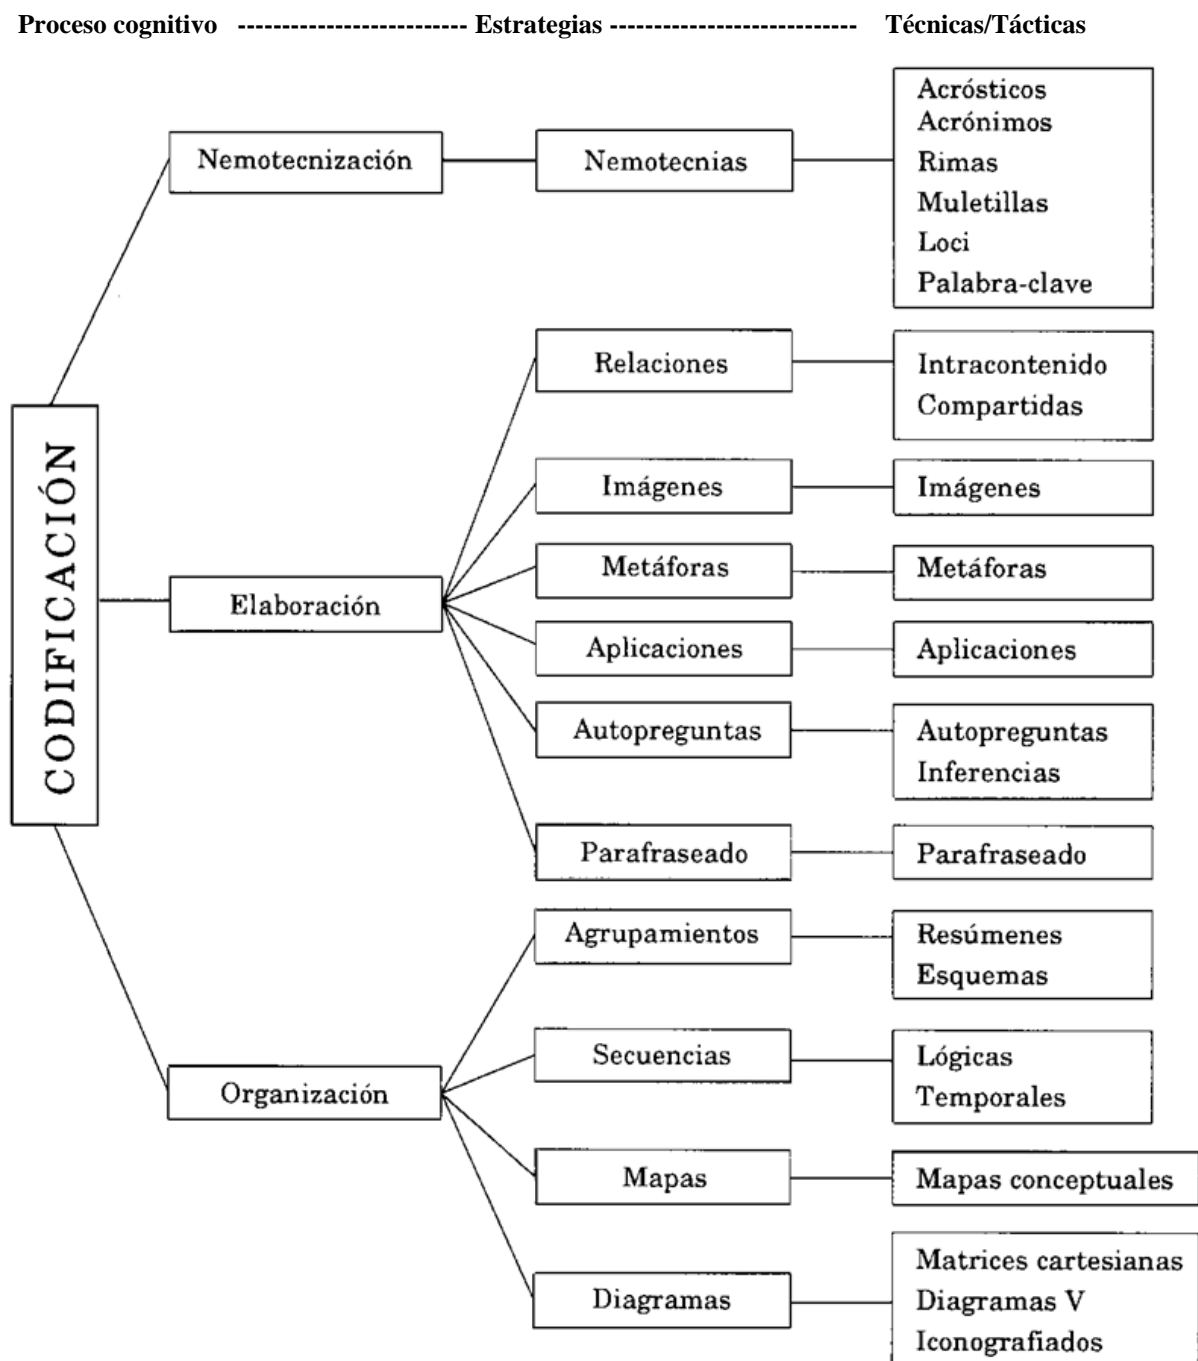 Proceso cognitivo ------------------------- Estrategias --------------------------- Técnicas/Tácticas
CODIFICACIÓN
Nemotecnización
Nemotecnias
Acrósticos
Acrónimos
Rimas
Muletillas
Loci
Palabra-clave
Elaboración
Relaciones
Intracontenido
Compartidas
Imágenes
Imágenes
Metáforas
Metáforas
Aplicaciones
Aplicaciones
Autopreguntas
Autopreguntas
Inferencias
Parafraseado
Parafraseado
Organización
Agrupamientos
Resúmenes
Esquemas
Secuencias
Lógicas
Temporales
Mapas
Mapas conceptuales
Diagramas
Matrices cartesianas
Diagramas V
Iconografiados